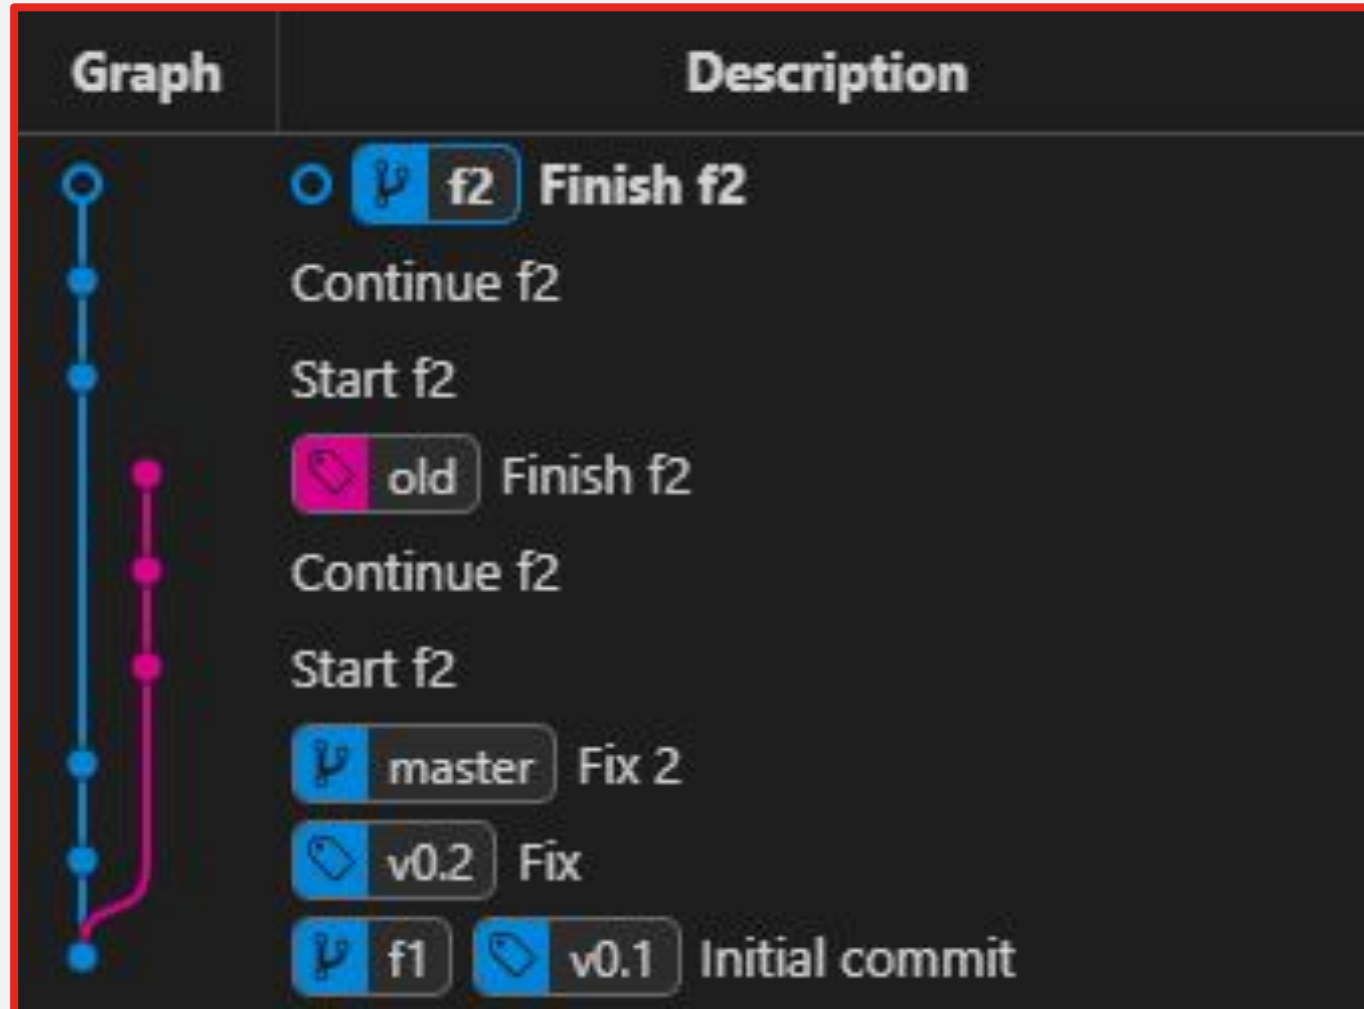 Graph Description
f2 Finish f2
Continue f2
Start f2
old Finish f2
Continue f2
Start f2
master Fix 2
v0.2 Fix
f1 v0.1 Initial commit